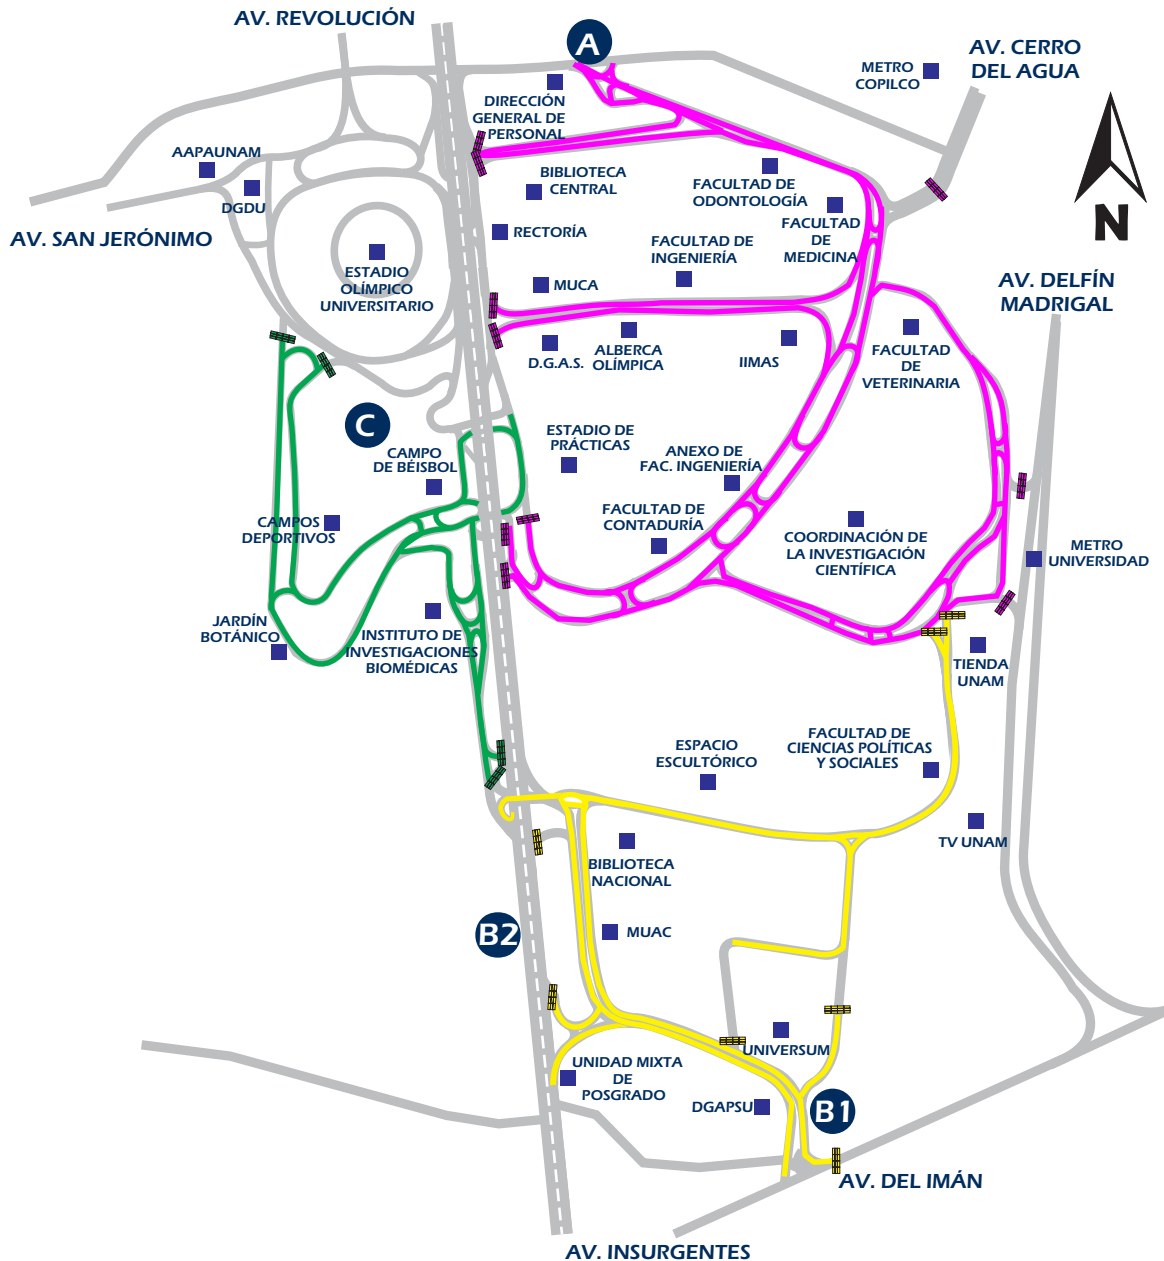 AV. REVOLUCIÓN
A
AV. CERRO
DEL AGUA
METRO
COPILCO
DIRECCIÓN
GENERAL DE
PERSONAL
AAPAUNAM
DGDU
BIBLIOTECA
CENTRAL
FACULTAD DE
ODONTOLOGÍA
FACULTAD
DE
MEDICINA
N
AV. SAN JERÓNIMO
RECTORÍA
FACULTAD DE
INGENIERÍA
ESTADIO
OLÍMPICO
UNIVERSITARIO
MUCA
AV. DELFÍN
MADRIGAL
D.G.A.S.
ALBERCA
OLÍMPICA
IIMAS
FACULTAD
DE
VETERINARIA
C
CAMPO
DE BÉISBOL
ESTADIO DE
PRÁCTICAS
ANEXO DE
FAC. INGENIERÍA
CAMPOS
DEPORTIVOS
FACULTAD DE
CONTADURÍA
COORDINACIÓN DE
LA INVESTIGACIÓN
CIENTÍFICA
METRO
UNIVERSIDAD
JARDÍN
BOTÁNICO
INSTITUTO DE
INVESTIGACIONES
BIOMÉDICAS
TIENDA
UNAM
ESPACIO
ESCULTÓRICO
FACULTAD DE
CIENCIAS POLÍTICAS
Y SOCIALES
TV UNAM
BIBLIOTECA
NACIONAL
B2
MUAC
UNIVERSUM
UNIDAD MIXTA
DE
POSGRADO
DGAPSU
B1
AV. DEL IMÁN
AV. INSURGENTES